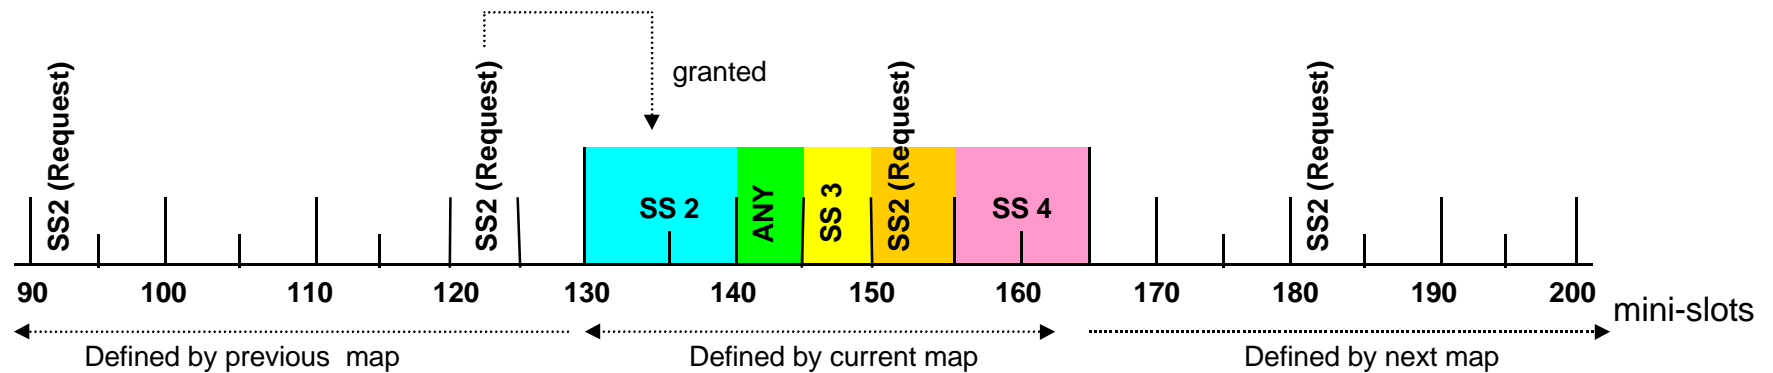 granted
SS2 (Request)
SS2 (Request)
SS 2
ANY
SS 3
SS2 (Request)
SS 4
SS2 (Request)
90 100 110 120 130 140 150 160 170 180 190 200
mini-slots
Defined by previous map
Defined by current map
Defined by next map